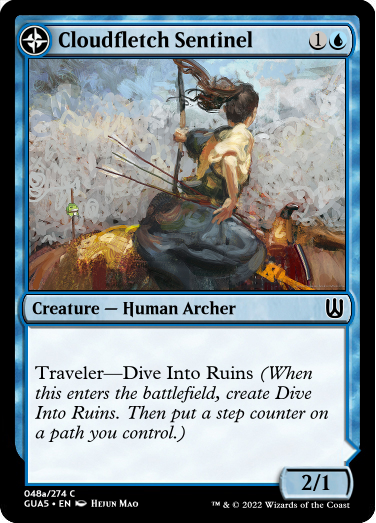 Cloudfletch Sentinel 1
Creature — Human Archer
Traveler—Dive Into Ruins (When
this enters the battlefield, create Dive
Into Ruins. Then put a step counter on
a path you control.)
2/1
048a/274 C
GUA5 • EN Hejun Mao
™ & © 2022 Wizards of the Coast